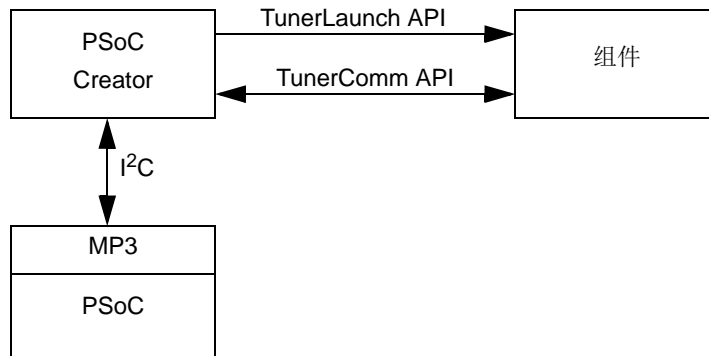 PSoC
Creator
TunerLaunch API
TunerComm API
组件
I²C
MP3
PSoC